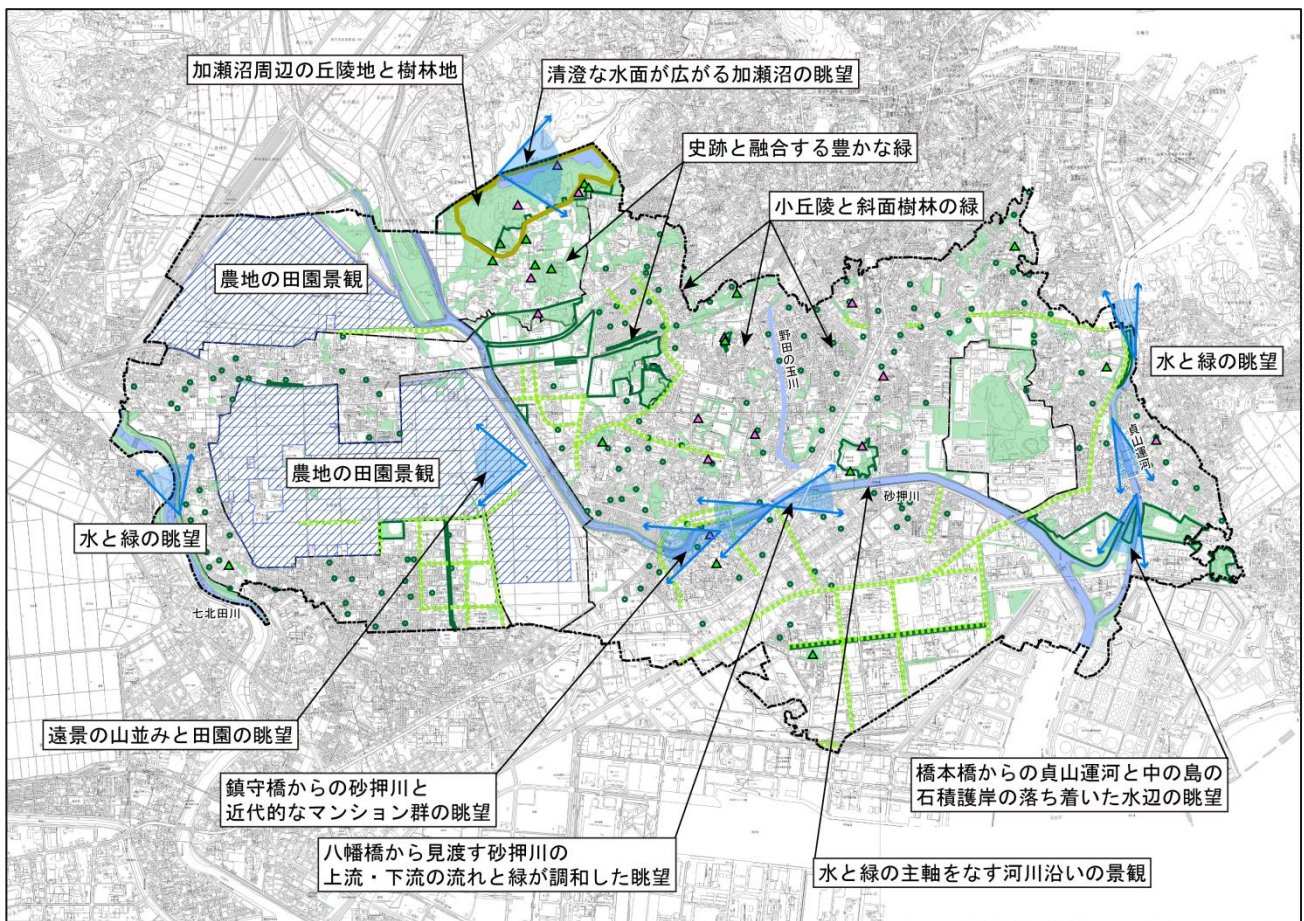 加瀬沼周辺の丘陵地と樹林地
清澄な水面が広がる加瀬沼の眺望
史跡と融合する豊かな緑
小丘陵と斜面樹林の緑
農地の田園景観
野田の玉川
水と緑の眺望
貞山運河
農地の田園景観
砂押川
水と緑の眺望
七北田川
遠景の山並みと田園の眺望
鎮守橋からの砂押川と
近代的なマンション群の眺望
八幡橋から見渡す砂押川の
上流・下流の流れと緑が調和した眺望
水と緑の主軸をなす河川沿いの景観
橋本橋からの貞山運河と中の島の
石積護岸の落ち着いた水辺の眺望